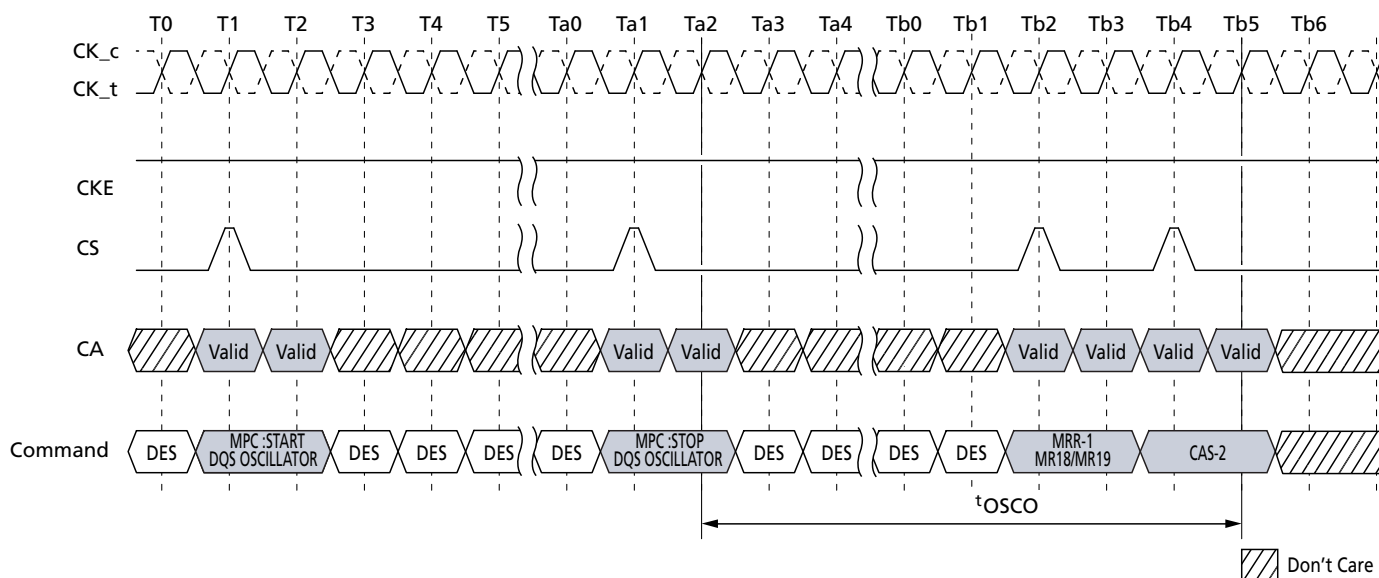 T0 T1 T2 T3 T4 T5 Ta0 Ta1 Ta2 Ta3 Ta4 Tb0 Tb1 Tb2 Tb3 Tb4 Tb5 Tb6
CK_c
CK_t
CKE
CS
CA Valid Valid Valid Valid Valid Valid Valid Valid
Command DES MPC :START DES DES DES DES MPC :STOP DES DES DES DES MRR-1 CAS-2
DQS OSCILLATOR DQS OSCILLATOR MR18/MR19
tOSCO
Don't Care